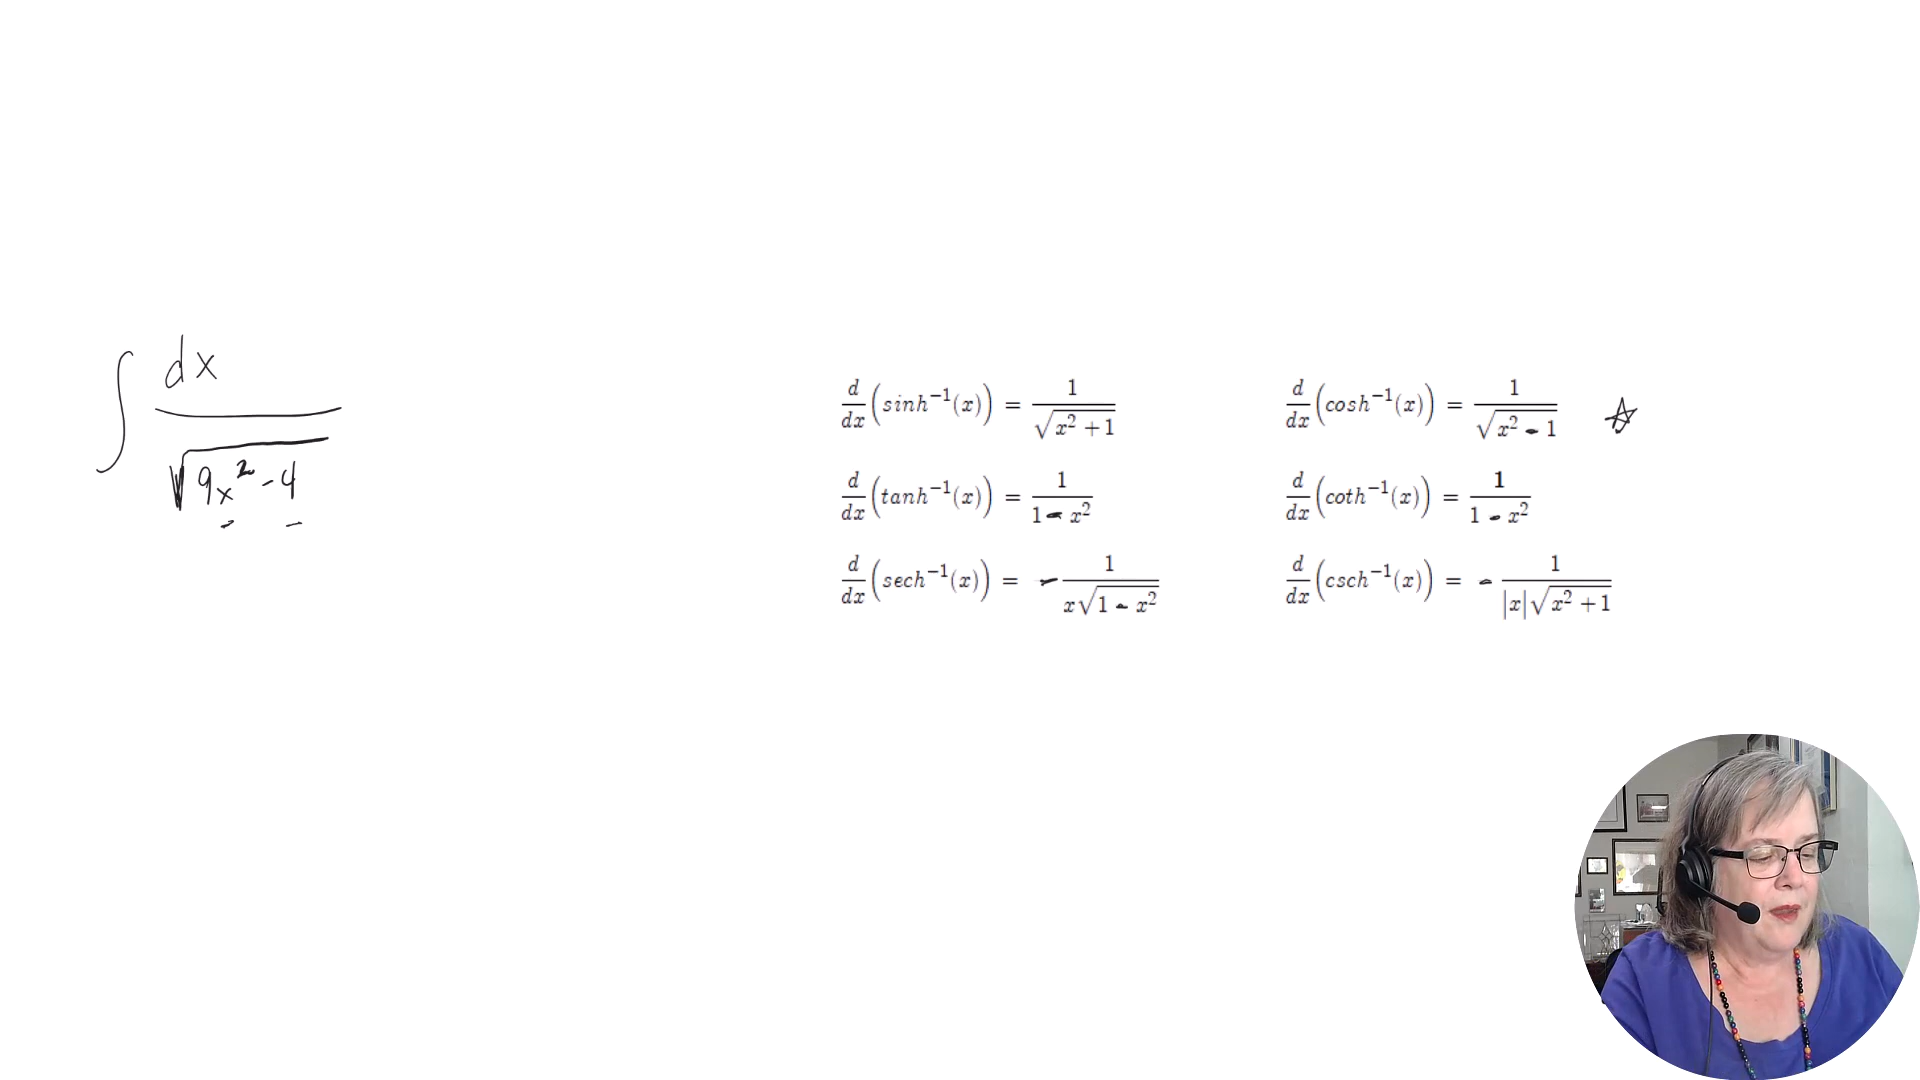 ∫ dx / √(9x² - 4)
d/dx (sinh⁻¹(x)) = 1 / √(x² + 1)
d/dx (cosh⁻¹(x)) = 1 / √(x² - 1) ☆
d/dx (tanh⁻¹(x)) = 1 / (1 - x²)
d/dx (coth⁻¹(x)) = 1 / (1 - x²)
d/dx (sech⁻¹(x)) = - 1 / (x√(1 - x²))
d/dx (csch⁻¹(x)) = - 1 / (|x|√(x² + 1))